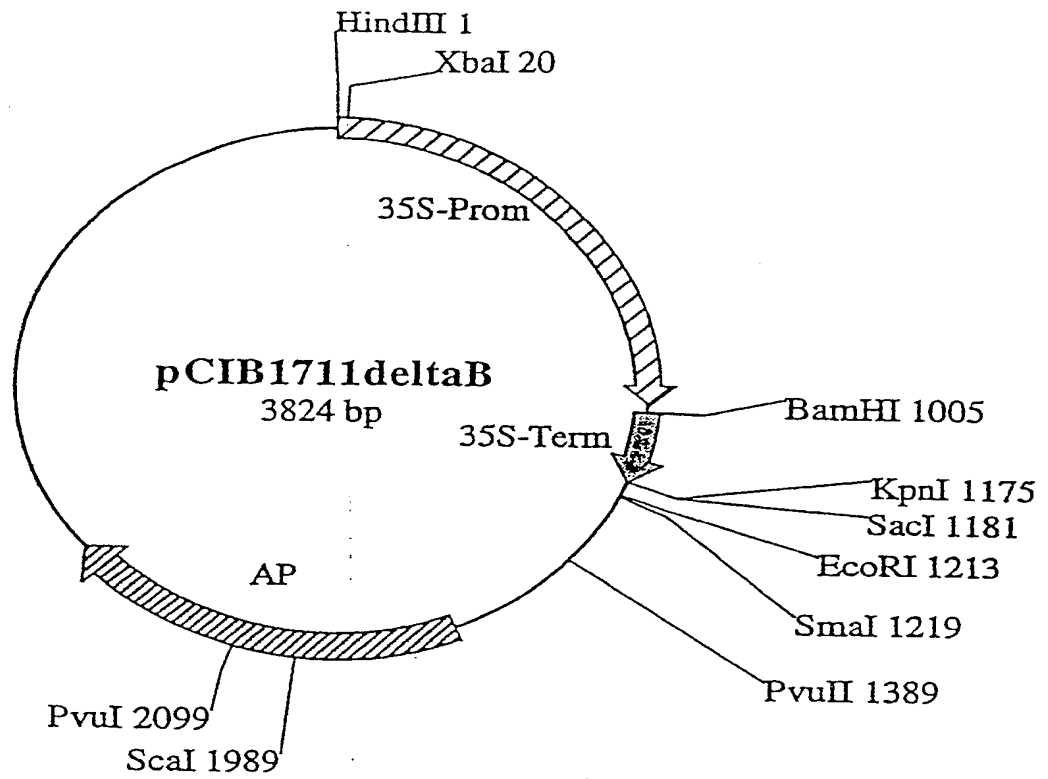 HindIII 1
XbaI 20
35S-Prom
pCIB1711deltaB
3824 bp
BamHI 1005
35S-Term
KpnI 1175
SacI 1181
EcoRI 1213
SmaI 1219
PvuII 1389
AP
PvuI 2099
ScaI 1989